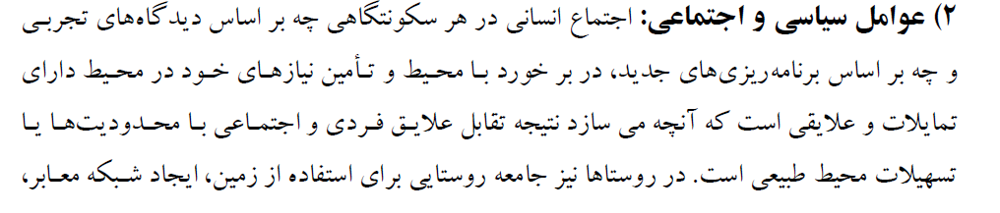 ۲) عوامل سیاسی و اجتماعی: اجتماع انسانی در هر سکونتگاهی چه بر اساس دیدگاه‌های تجربی
و چه بر اساس برنامه‌ریزی‌های جدید، در بر خورد با محیط و تأمین نیازهای خود در محیط دارای
تمایلات و علایقی است که آنچه می سازد نتیجه تقابل علایق فردی و اجتماعی با محدودیت‌ها یا
تسهیلات محیط طبیعی است. در روستاها نیز جامعه روستایی برای استفاده از زمین، ایجاد شبکه معابر،